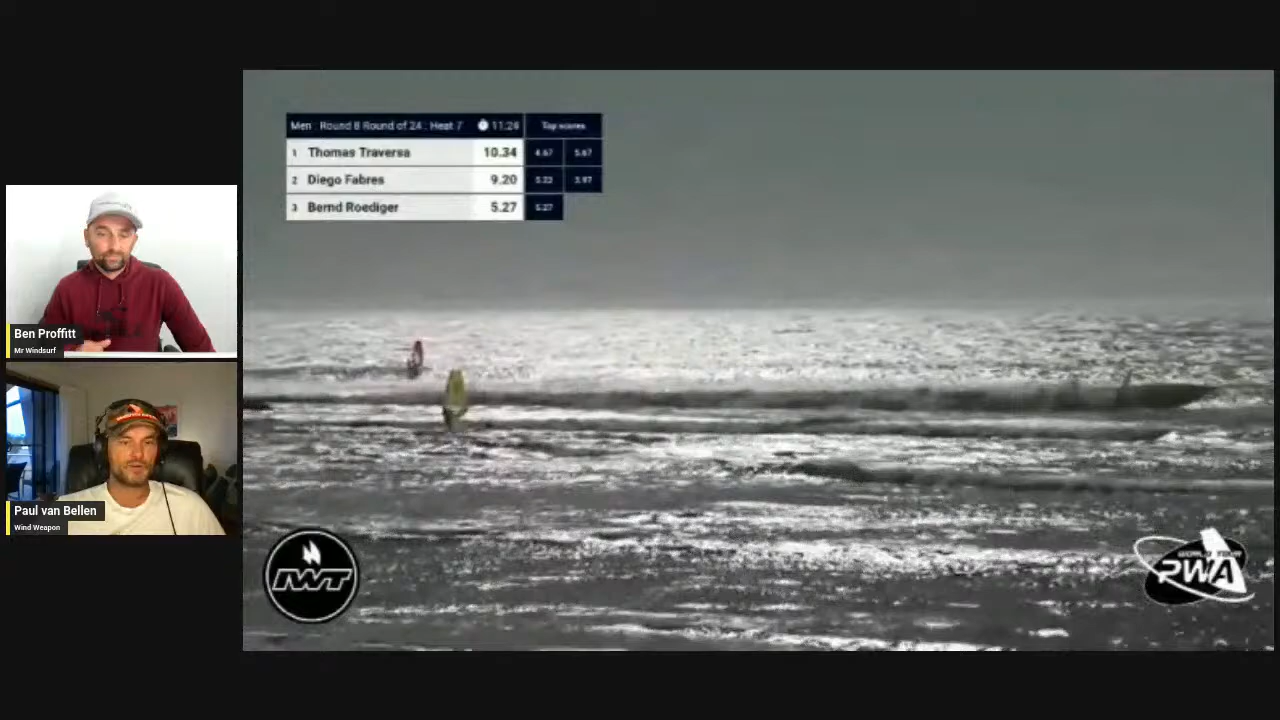 Men : Round 8 Round of 24 : Heat 7 11:26 Top scores
1 Thomas Traversa 10.34 4.67 5.67
2 Diego Fabres 9.20 5.23 3.97
3 Bernd Roediger 5.27 5.27
Ben Proffitt
Mr Windsurf
Paul van Bellen
Wind Weapon
IWT
WORLD TOUR
PWA